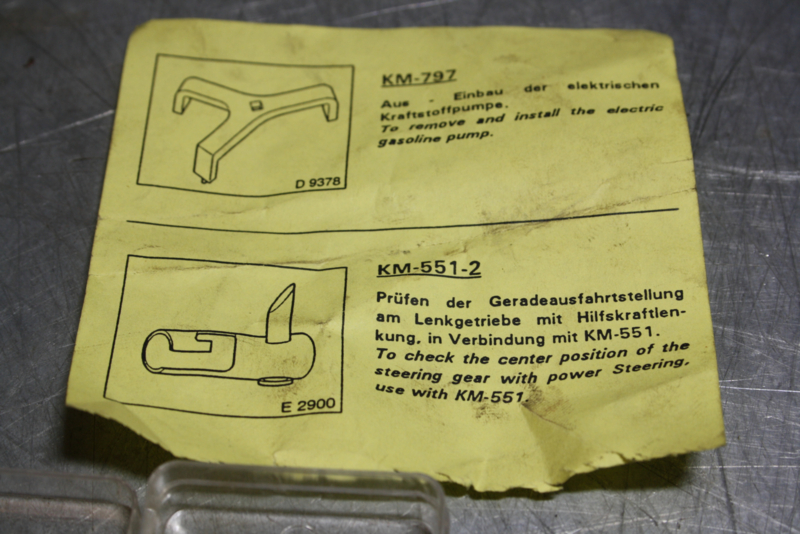 KM-797
Aus - Einbau der elektrischen
Kraftstoffpumpe.
To remove and install the electric
gasoline pump.
D 9378
KM-551-2
Prüfen der Geradeausfahrtstellung
am Lenkgetriebe mit Hilfskraftlen-
kung, in Verbindung mit KM-551.
To check the center position of the
steering gear with power Steering,
use with KM-551.
E 2900